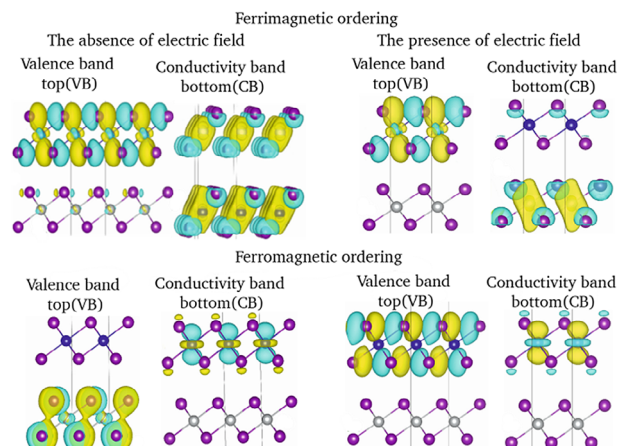 Ferrimagnetic ordering
The absence of electric field
The presence of electric field
Valence band
top(VB)
Conductivity band
bottom(CB)
Valence band
top(VB)
Conductivity band
bottom(CB)
Ferromagnetic ordering
Valence band
top(VB)
Conductivity band
bottom(CB)
Valence band
top(VB)
Conductivity band
bottom(CB)